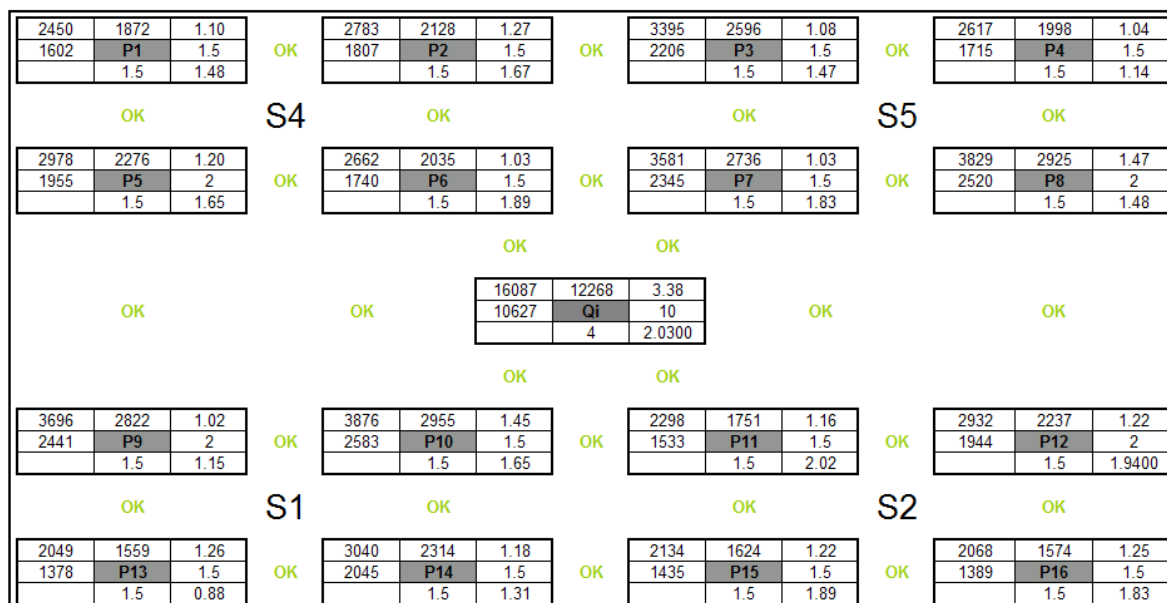 2450 1872 1.10 2783 2128 1.27 3395 2596 1.08 2617 1998 1.04
1602 P1 1.5 OK 1807 P2 1.5 OK 2206 P3 1.5 OK 1715 P4 1.5
1.5 1.48 1.5 1.67 1.5 1.47 1.5 1.14
OK S4 OK OK S5 OK
2978 2276 1.20 2662 2035 1.03 3581 2736 1.03 3829 2925 1.47
1955 P5 2 OK 1740 P6 1.5 OK 2345 P7 1.5 OK 2520 P8 2
1.5 1.65 1.5 1.89 1.5 1.83 1.5 1.48
OK OK
16087 12268 3.38
OK OK 10627 Qi 10 OK OK
4 2.0300
OK OK
3696 2822 1.02 3876 2955 1.45 2298 1751 1.16 2932 2237 1.22
2441 P9 2 OK 2583 P10 1.5 OK 1533 P11 1.5 OK 1944 P12 2
1.5 1.15 1.5 1.65 1.5 2.02 1.5 1.9400
OK S1 OK OK S2 OK
2049 1559 1.26 3040 2314 1.18 2134 1624 1.22 2068 1574 1.25
1378 P13 1.5 OK 2045 P14 1.5 OK 1435 P15 1.5 OK 1389 P16 1.5
1.5 0.88 1.5 1.31 1.5 1.89 1.5 1.83